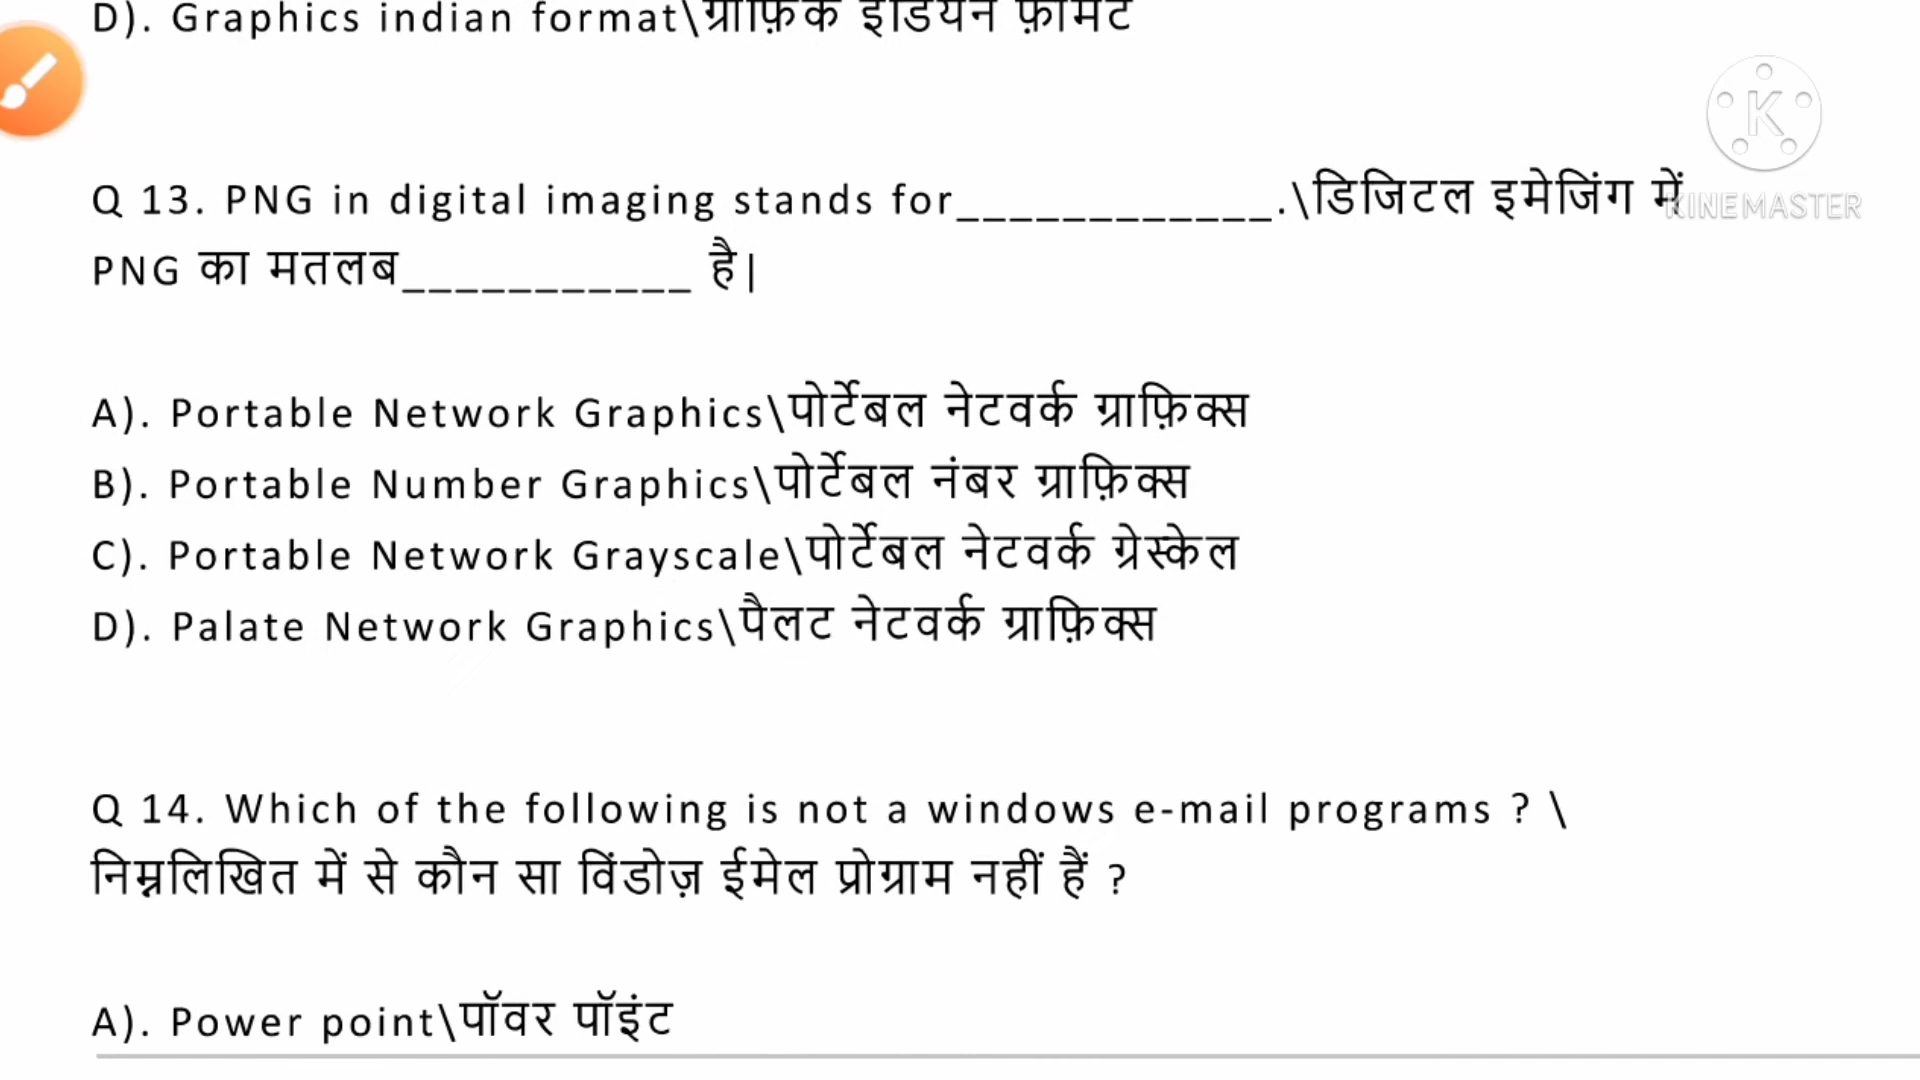 D). Graphics indian format\ग्राफ़िक इंडियन फ़ॉर्मेट
Q 13. PNG in digital imaging stands for____________.\डिजिटल इमेजिंग में
KINEMASTER
PNG का मतलब___________ है|
A). Portable Network Graphics\पोर्टेबल नेटवर्क ग्राफ़िक्स
B). Portable Number Graphics\पोर्टेबल नंबर ग्राफ़िक्स
C). Portable Network Grayscale\पोर्टेबल नेटवर्क ग्रेस्केल
D). Palate Network Graphics\पैलट नेटवर्क ग्राफ़िक्स
Q 14. Which of the following is not a windows e-mail programs ? \
निम्नलिखित में से कौन सा विंडोज़ ईमेल प्रोग्राम नहीं हैं ?
A). Power point\पॉवर पॉइंट